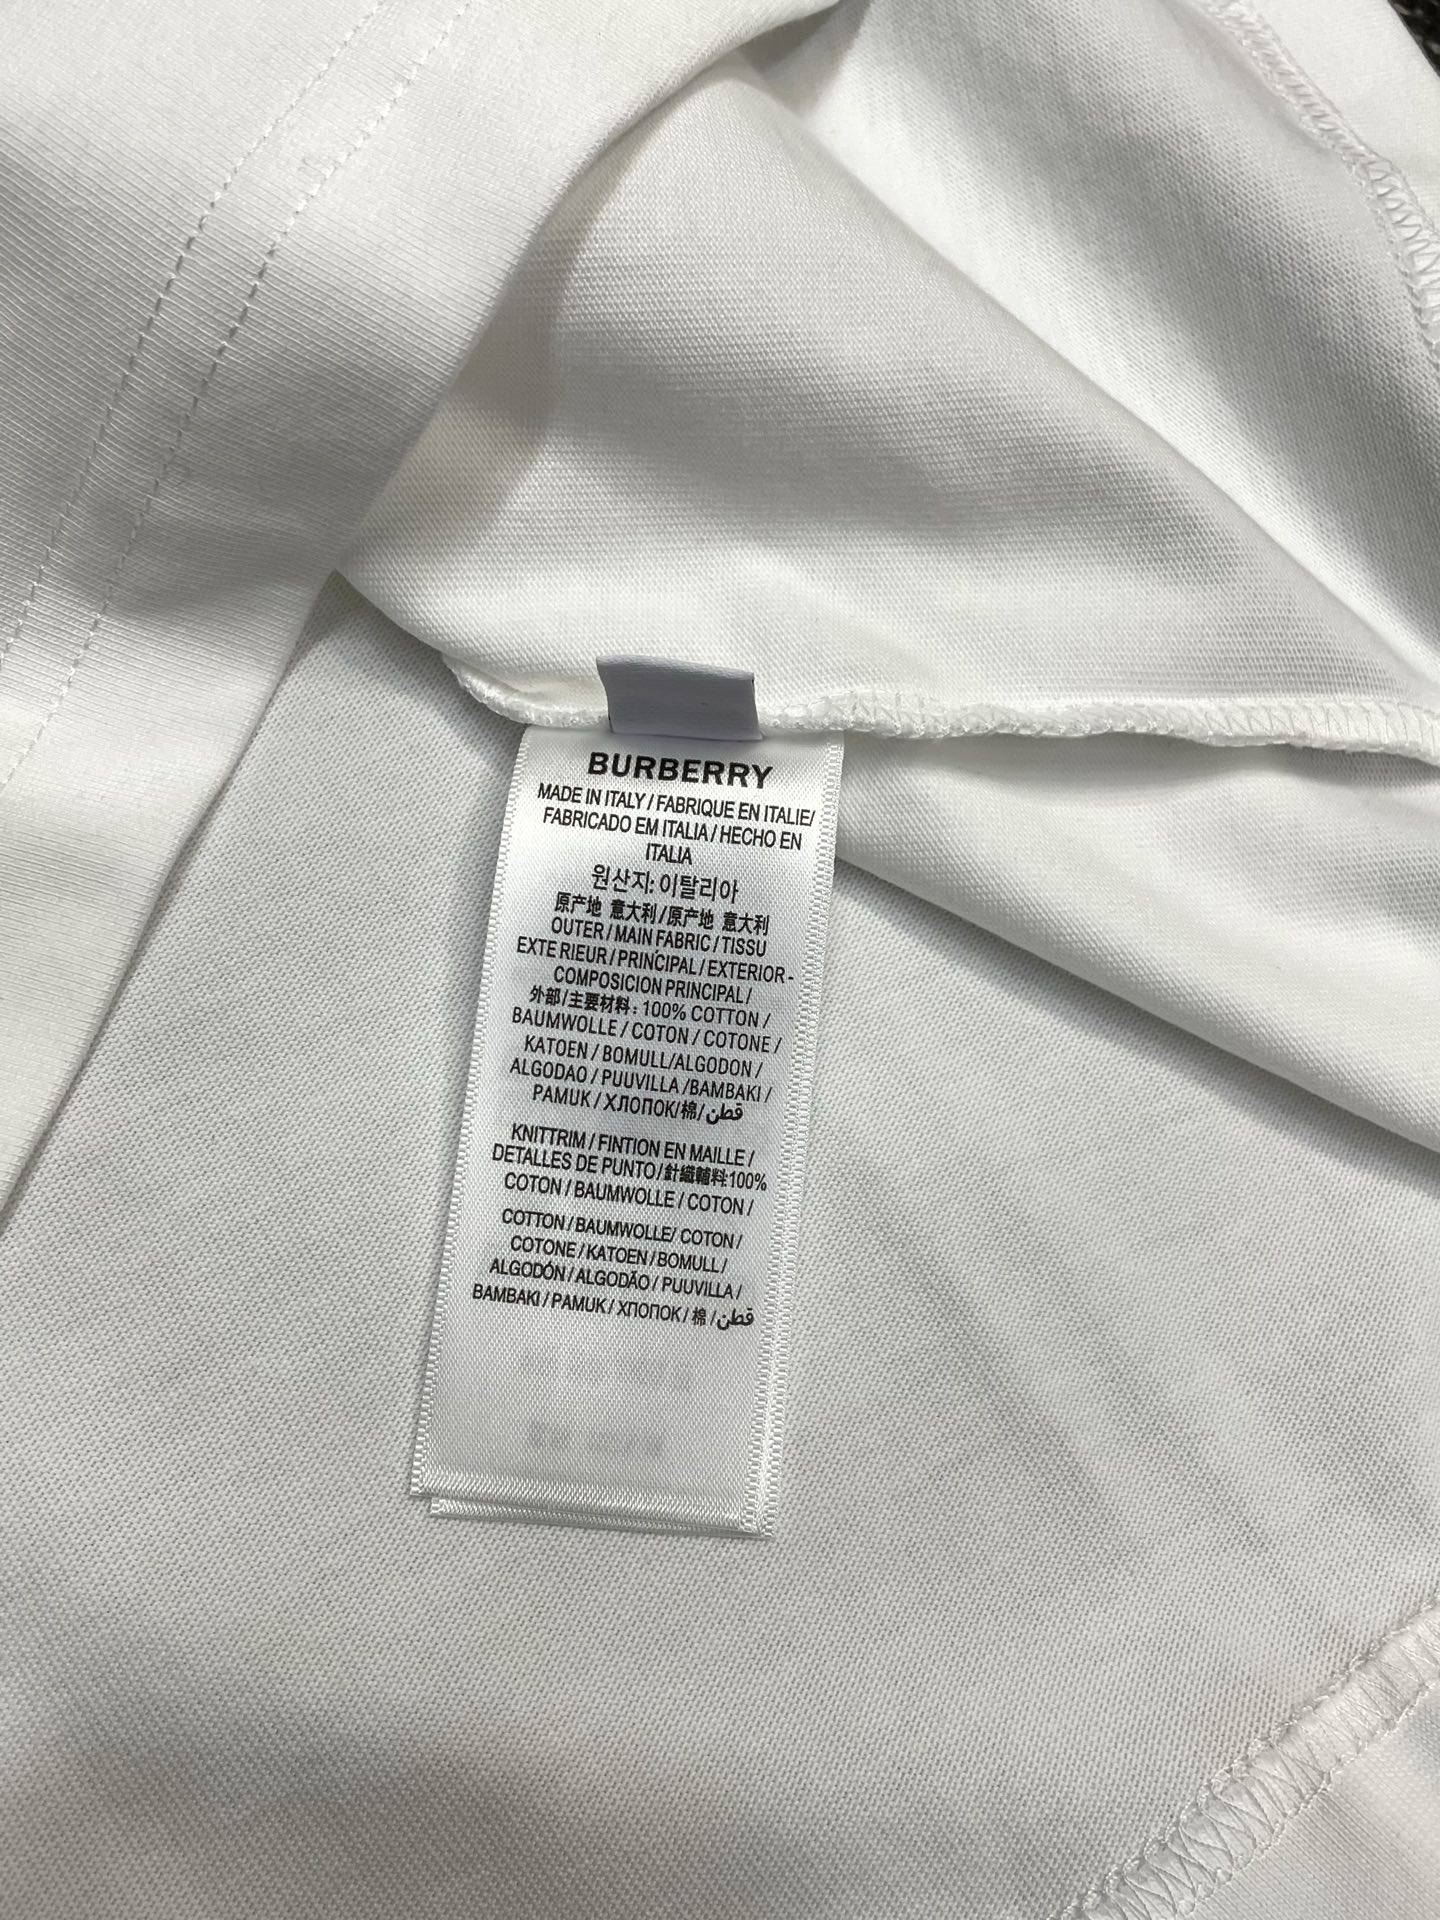 BURBERRY
MADE IN ITALY / FABRIQUE EN ITALIE/
FABRICADO EM ITALIA / HECHO EN
ITALIA
원산지: 이탈리아
原产地 意大利 / 原产地 意大利
OUTER / MAIN FABRIC / TISSU
EXTE RIEUR / PRINCIPAL / EXTERIOR -
COMPOSICION PRINCIPAL /
外部 / 主要材料 : 100% COTTON /
BAUMWOLLE / COTON / COTONE /
KATOEN / BOMULL/ALGODON /
ALGODAO / PUUVILLA /BAMBAKI /
PAMUK / ХЛОПОК/棉/قطن
KNITTRIM / FINTION EN MAILLE /
DETALLES DE PUNTO / 針織輔料:100%
COTON / BAUMWOLLE / COTON /
COTTON / BAUMWOLLE/ COTON /
COTONE / KATOEN / BOMULL /
ALGODÓN / ALGODÃO / PUUVILLA /
BAMBAKI / PAMUK / ХЛОПОК / 棉 / قطن